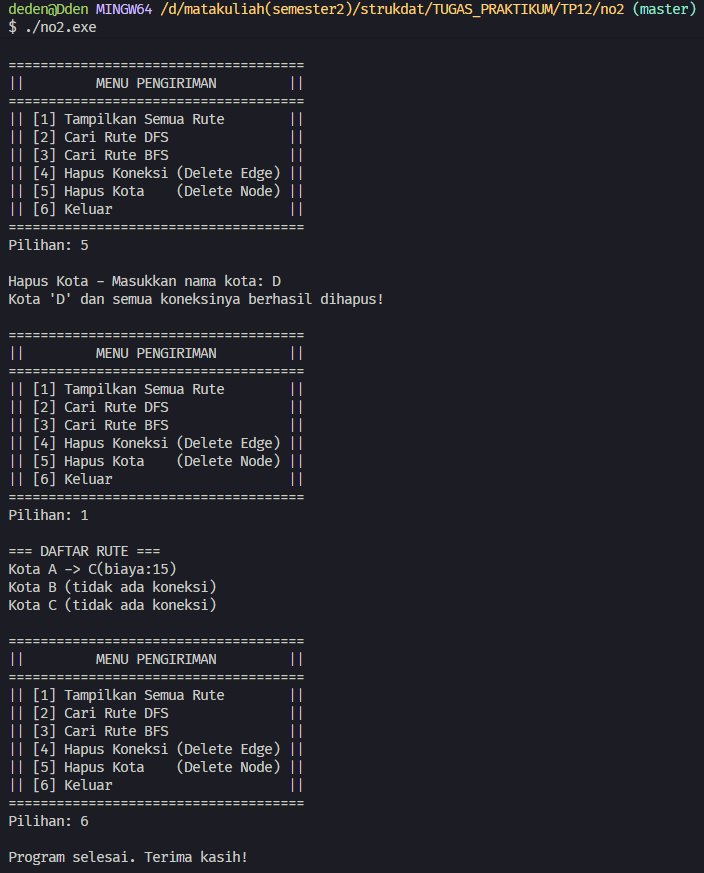 deden@Dden MINGW64 /d/matakuliah(semester2)/strukdat/TUGAS_PRAKTIKUM/TP12/no2 (master)
$ ./no2.exe

=====================================
||         MENU PENGIRIMAN         ||
=====================================
|| [1] Tampilkan Semua Rute        ||
|| [2] Cari Rute DFS               ||
|| [3] Cari Rute BFS               ||
|| [4] Hapus Koneksi (Delete Edge) ||
|| [5] Hapus Kota    (Delete Node) ||
|| [6] Keluar                      ||
=====================================
Pilihan: 5

Hapus Kota - Masukkan nama kota: D
Kota 'D' dan semua koneksinya berhasil dihapus!

=====================================
||         MENU PENGIRIMAN         ||
=====================================
|| [1] Tampilkan Semua Rute        ||
|| [2] Cari Rute DFS               ||
|| [3] Cari Rute BFS               ||
|| [4] Hapus Koneksi (Delete Edge) ||
|| [5] Hapus Kota    (Delete Node) ||
|| [6] Keluar                      ||
=====================================
Pilihan: 1

=== DAFTAR RUTE ===
Kota A -> C(biaya:15)
Kota B (tidak ada koneksi)
Kota C (tidak ada koneksi)

=====================================
||         MENU PENGIRIMAN         ||
=====================================
|| [1] Tampilkan Semua Rute        ||
|| [2] Cari Rute DFS               ||
|| [3] Cari Rute BFS               ||
|| [4] Hapus Koneksi (Delete Edge) ||
|| [5] Hapus Kota    (Delete Node) ||
|| [6] Keluar                      ||
=====================================
Pilihan: 6

Program selesai. Terima kasih!